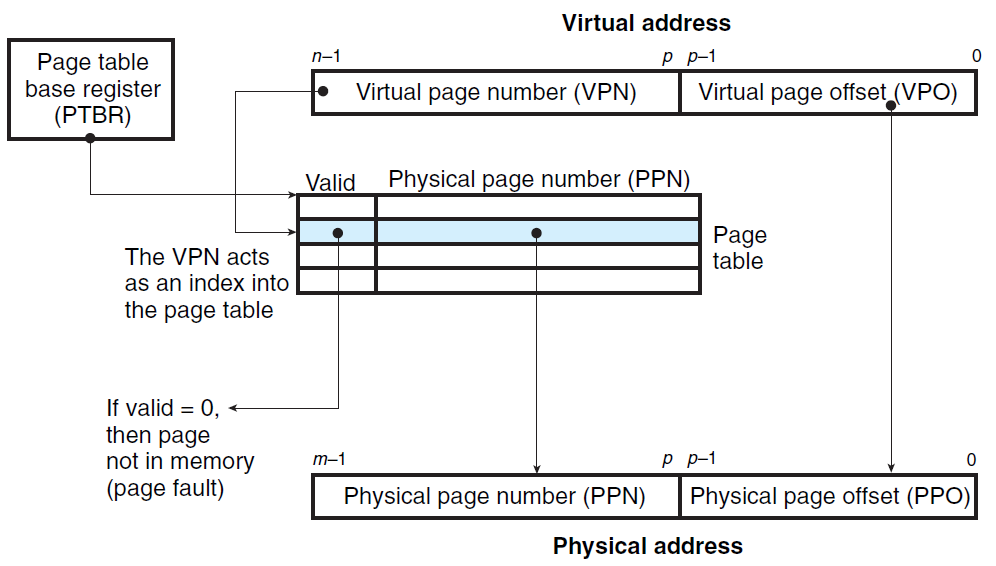 Virtual address
Page table
base register
(PTBR)
n–1
p
p–1
0
Virtual page number (VPN)
Virtual page offset (VPO)
Valid
Physical page number (PPN)
The VPN acts
as an index into
the page table
Page
table
If valid = 0,
then page
not in memory
(page fault)
m–1
p
p–1
0
Physical page number (PPN)
Physical page offset (PPO)
Physical address